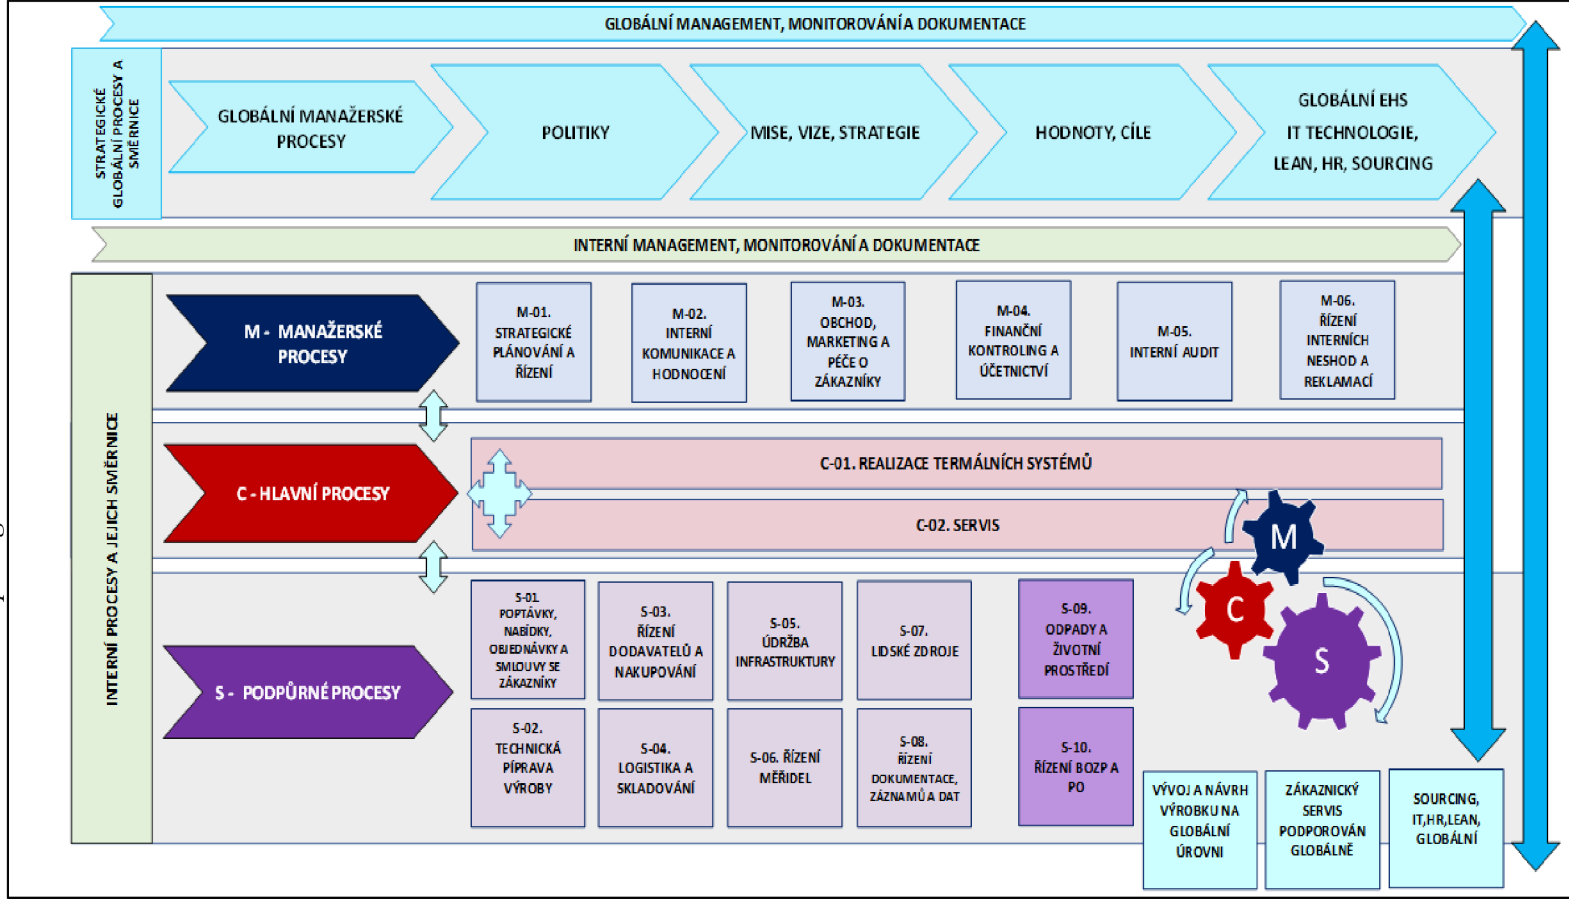 GLOBÁLNÍ MANAGEMENT, MONITOROVÁNÍ A DOKUMENTACE
STRATEGICKÉ
GLOBÁLNÍ PROCESY A
SMĚRNICE
GLOBÁLNÍ MANAŽERSKÉ
PROCESY
POLITIKY
MISE, VIZE, STRATEGIE
HODNOTY, CÍLE
GLOBÁLNÍ EHS
IT TECHNOLOGIE,
LEAN, HR, SOURCING
INTERNÍ MANAGEMENT, MONITOROVÁNÍ A DOKUMENTACE
INTERNÍ PROCESY A JEJICH SMĚRNICE
M - MANAŽERSKÉ
PROCESY
M-01.
STRATEGICKÉ
PLÁNOVÁNÍ A
ŘÍZENÍ
M-02.
INTERNÍ
KOMUNIKACE A
HODNOCENÍ
M-03.
OBCHOD,
MARKETING A
PÉČE O
ZÁKAZNÍKY
M-04.
FINANČNÍ
KONTROLING A
ÚČETNICTVÍ
M-05.
INTERNÍ AUDIT
M-06.
ŘÍZENÍ
INTERNÍCH
NESHOD A
REKLAMACÍ
C - HLAVNÍ PROCESY
C-01. REALIZACE TERMÁLNÍCH SYSTÉMŮ
C-02. SERVIS
M
C
S
S - PODPŮRNÉ PROCESY
S-01
POPTÁVKY,
NABÍDKY,
OBJEDNÁVKY A
SMLOUVY SE
ZÁKAZNÍKY
S-03.
ŘÍZENÍ
DODAVATELŮ A
NAKUPOVÁNÍ
S-05.
ÚDRŽBA
INFRASTRUKTURY
S-07.
LIDSKÉ ZDROJE
S-09.
ODPADY A
ŽIVOTNÍ
PROSTŘEDÍ
S-02.
TECHNICKÁ
PÍPRAVA
VÝROBY
S-04.
LOGISTIKA A
SKLADOVÁNÍ
S-06. ŘÍZENÍ
MĚŘIDEL
S-08.
ŘÍZENÍ
DOKUMENTACE,
ZÁZNAMŮ A DAT
S-10.
ŘÍZENÍ BOZP A
PO
VÝVOJ A NÁVRH
VÝROBKU NA
GLOBÁLNÍ
ÚROVNI
ZÁKAZNICKÝ
SERVIS
PODPOROVÁN
GLOBÁLNĚ
SOURCING,
IT,HR,LEAN,
GLOBÁLNÍ